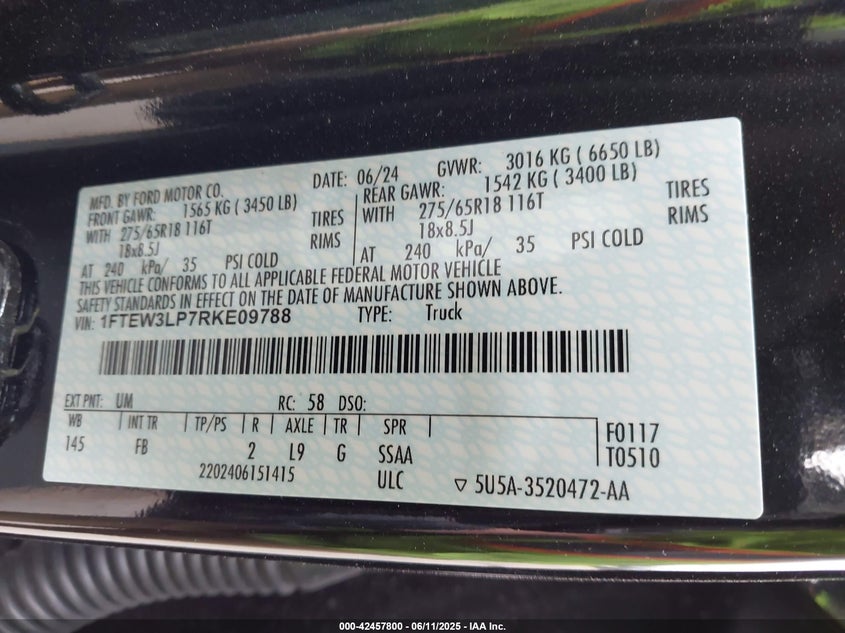 MFD. BY FORD MOTOR CO.
DATE: 06/24 GVWR: 3016 KG ( 6650 LB)
FRONT GAWR: 1565 KG ( 3450 LB)
WITH 275/65R18 116T TIRES
18x8.5J RIMS
AT 240 kPa/ 35 PSI COLD
REAR GAWR: 1542 KG ( 3400 LB)
WITH 275/65R18 116T TIRES
18x8.5J RIMS
AT 240 kPa/ 35 PSI COLD
THIS VEHICLE CONFORMS TO ALL APPLICABLE FEDERAL MOTOR VEHICLE
SAFETY STANDARDS IN EFFECT ON THE DATE OF MANUFACTURE SHOWN ABOVE.
VIN: 1FTEW3LP7RKE09788 TYPE: Truck
EXT PNT: UM RC: 58 DSO:
WB INT TR TP/PS R AXLE TR SPR
145 FB 2 L9 G SSAA
F0117
T0510
2202406151415 ULC 5U5A-3520472-AA
000-42457800 - 06/11/2025 - IAA Inc.